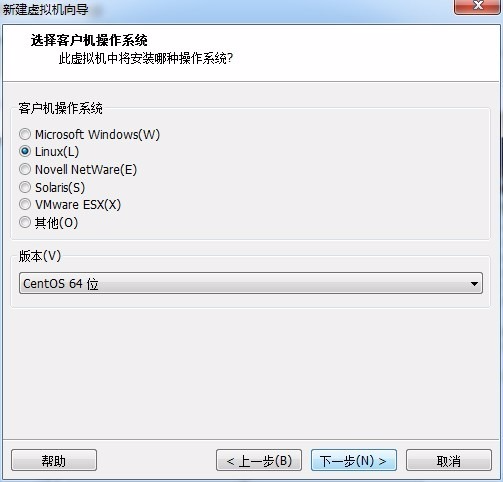 新建虚拟机向导
选择客户机操作系统
此虚拟机中将安装哪种操作系统?
客户机操作系统
Microsoft Windows(W)
Linux(L)
Novell NetWare(E)
Solaris(S)
VMware ESX(X)
其他(O)
版本(V)
CentOS 64 位
帮助
< 上一步(B)
下一步(N) >
取消